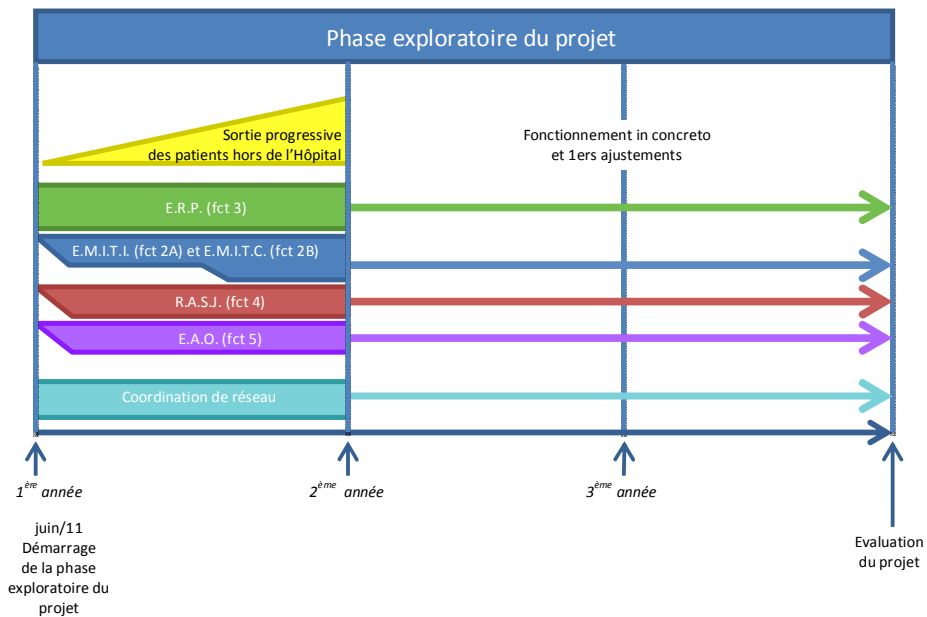 Phase exploratoire du projet
Sortie progressive
des patients hors de l'Hôpital
Fonctionnement in concreto
et 1ers ajustements
E.R.P. (fct 3)
E.M.I.T.I. (fct 2A) et E.M.I.T.C. (fct 2B)
R.A.S.J. (fct 4)
E.A.O. (fct 5)
Coordination de réseau
1ère année
2ème année
3ème année
juin/11
Démarrage
de la phase
exploratoire du
projet
Evaluation
du projet